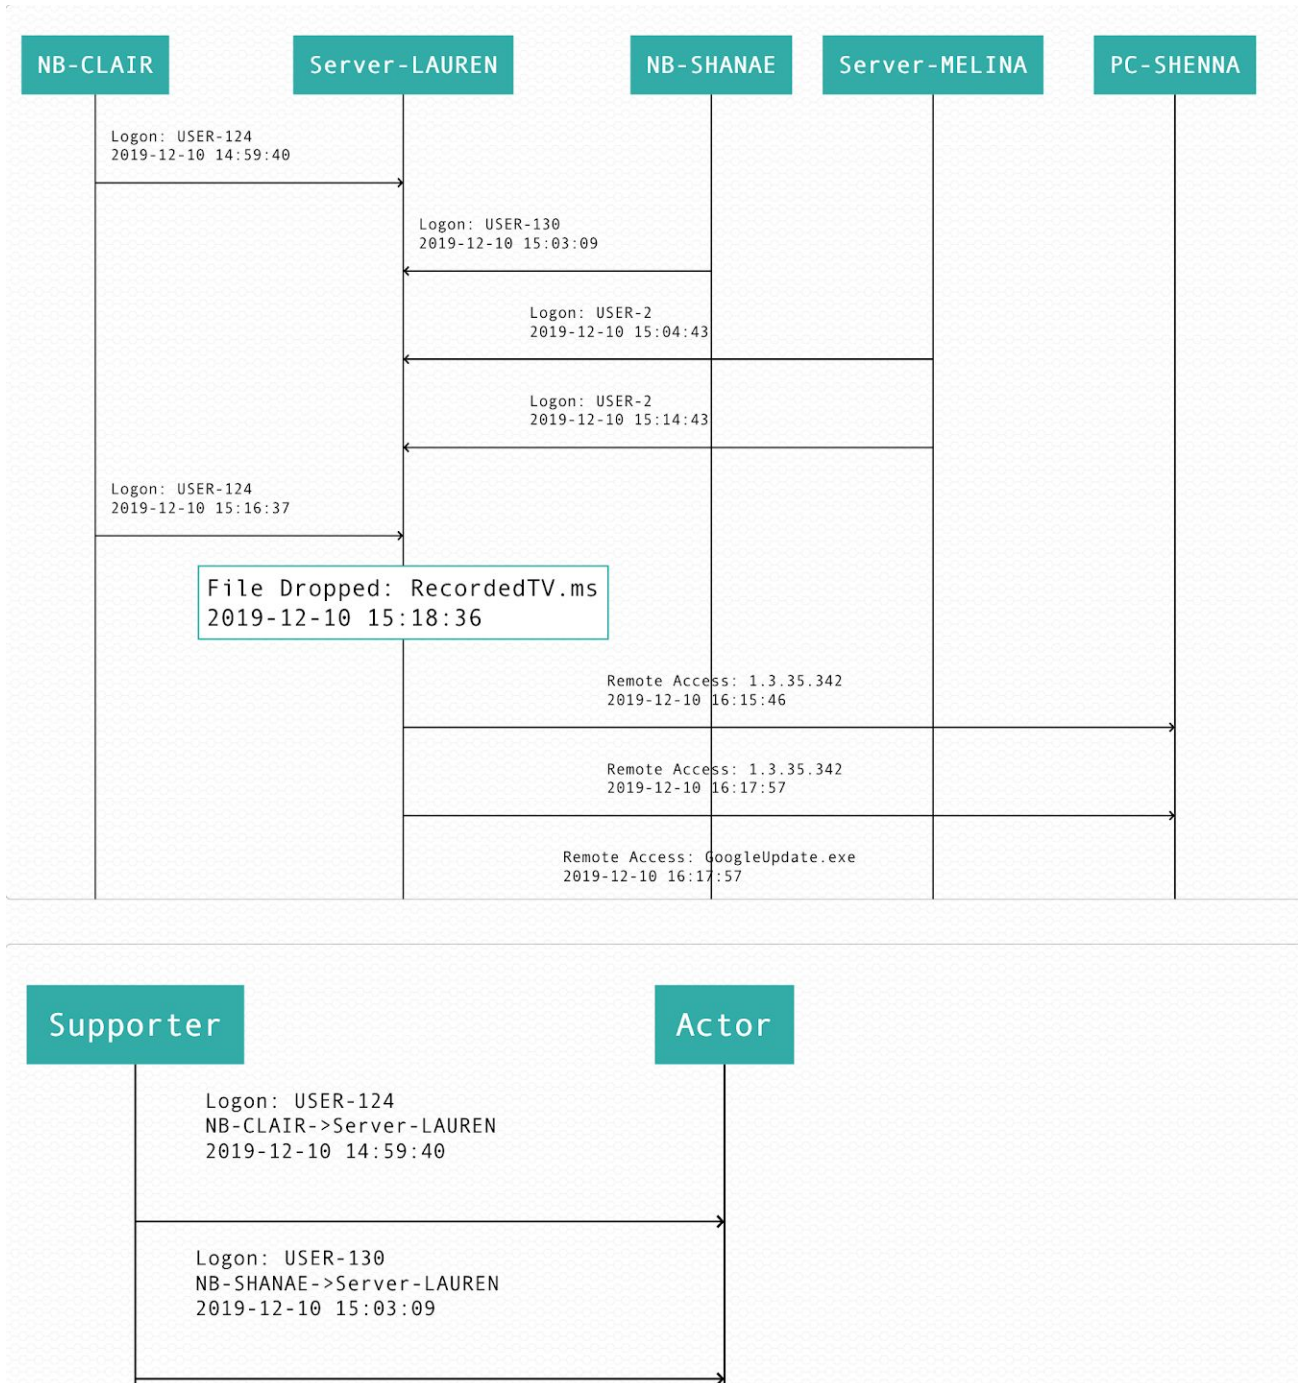 NB-CLAIR
Server-LAUREN
NB-SHANAE
Server-MELINA
PC-SHENNA
Logon: USER-124
2019-12-10 14:59:40
Logon: USER-130
2019-12-10 15:03:09
Logon: USER-2
2019-12-10 15:04:43
Logon: USER-2
2019-12-10 15:14:43
Logon: USER-124
2019-12-10 15:16:37
File Dropped: RecordedTV.ms
2019-12-10 15:18:36
Remote Access: 1.3.35.342
2019-12-10 16:15:46
Remote Access: 1.3.35.342
2019-12-10 16:17:57
Remote Access: GoogleUpdate.exe
2019-12-10 16:17:57
Supporter
Actor
Logon: USER-124
NB-CLAIR->Server-LAUREN
2019-12-10 14:59:40
Logon: USER-130
NB-SHANAE->Server-LAUREN
2019-12-10 15:03:09